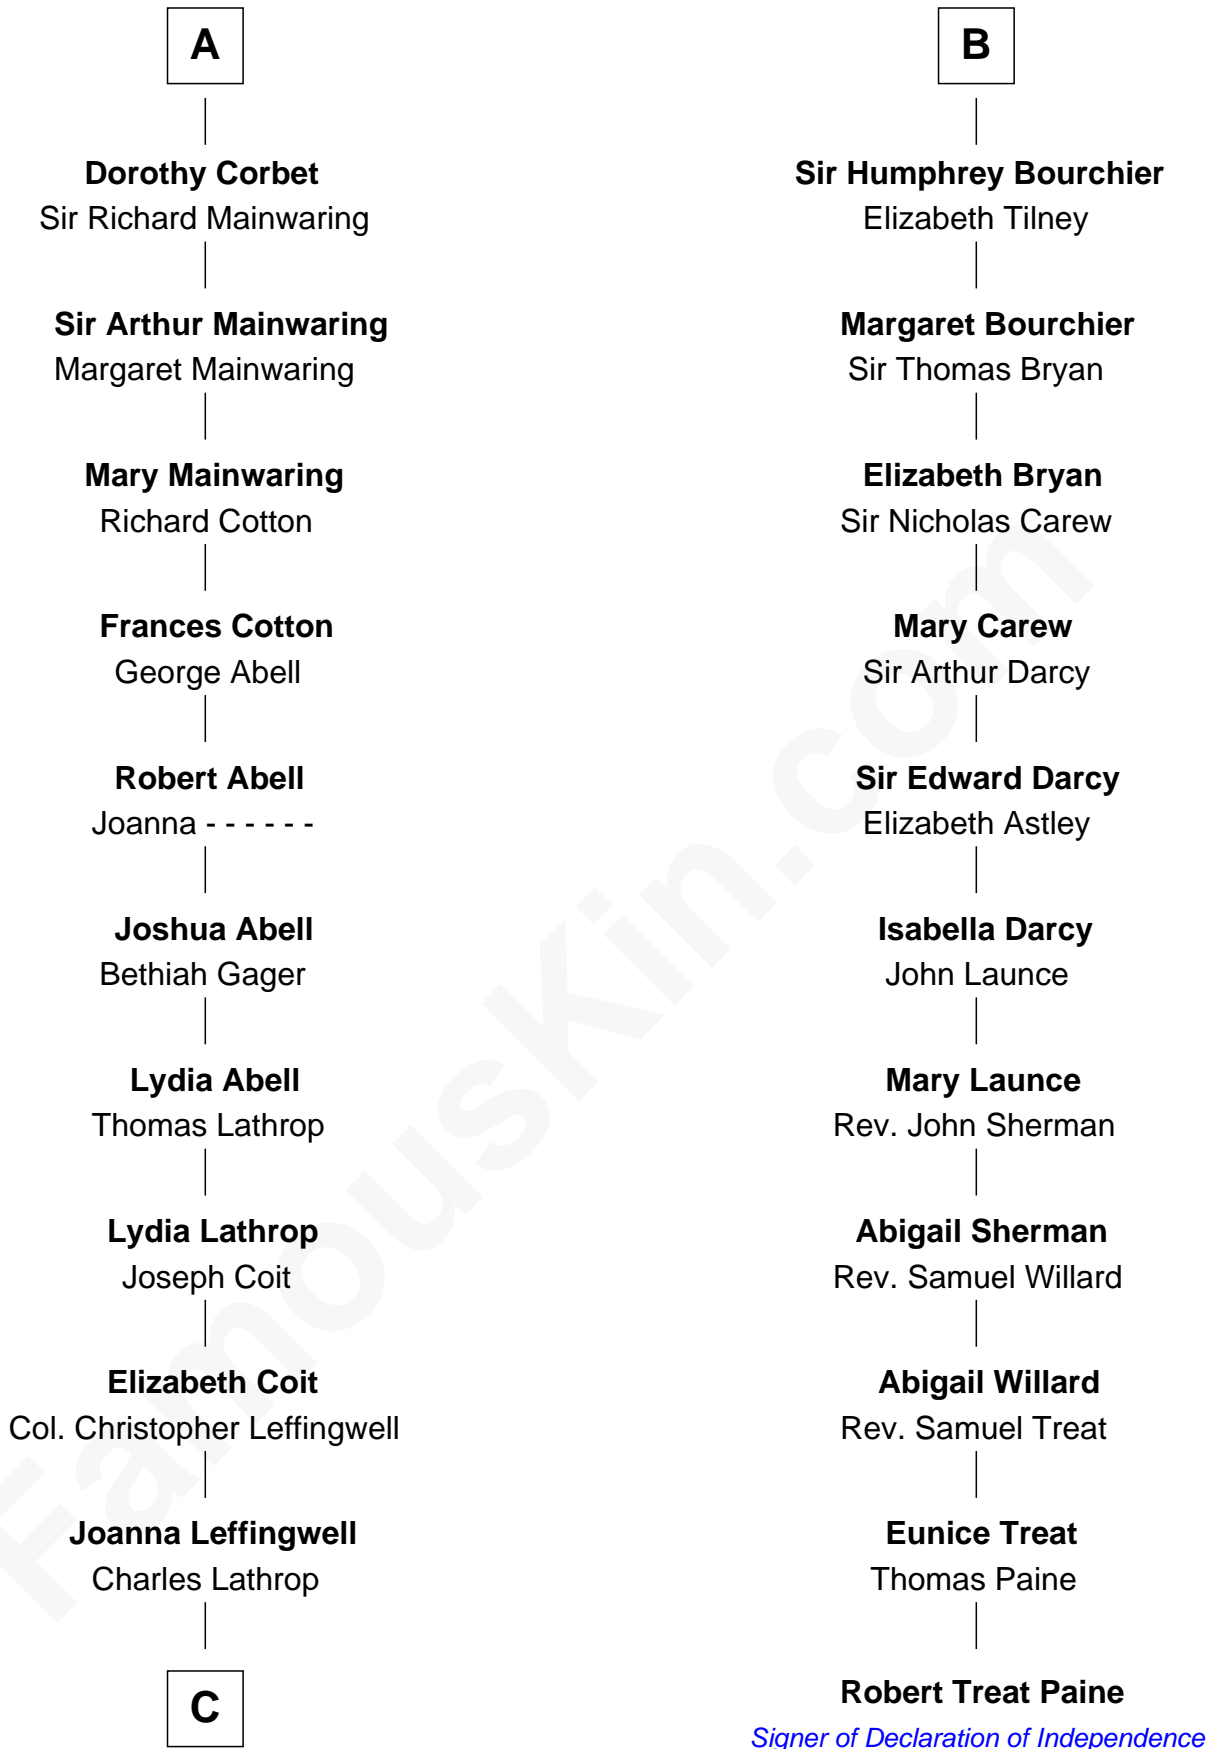 A
Dorothy Corbet
Sir Richard Mainwaring
Sir Arthur Mainwaring
Margaret Mainwaring
Mary Mainwaring
Richard Cotton
Frances Cotton
George Abell
Robert Abell
Joanna - - - - - -
Joshua Abell
Bethiah Gager
Lydia Abell
Thomas Lathrop
Lydia Lathrop
Joseph Coit
Elizabeth Coit
Col. Christopher Leffingwell
Joanna Leffingwell
Charles Lathrop
C
B
Sir Humphrey Bourchier
Elizabeth Tilney
Margaret Bourchier
Sir Thomas Bryan
Elizabeth Bryan
Sir Nicholas Carew
Mary Carew
Sir Arthur Darcy
Sir Edward Darcy
Elizabeth Astley
Isabella Darcy
John Launce
Mary Launce
Rev. John Sherman
Abigail Sherman
Rev. Samuel Willard
Abigail Willard
Rev. Samuel Treat
Eunice Treat
Thomas Paine
Robert Treat Paine
Signer of Declaration of Independence
FamousKin.com